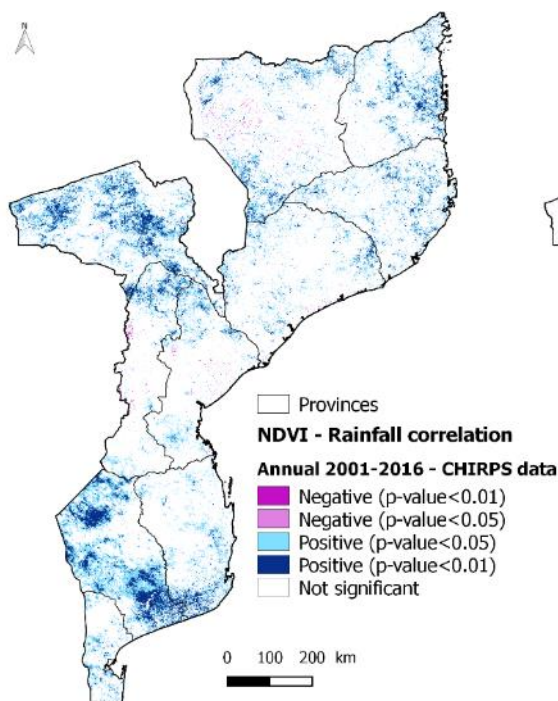 N
Provinces
NDVI - Rainfall correlation
Annual 2001-2016 - CHIRPS data
Negative (p-value<0.01)
Negative (p-value<0.05)
Positive (p-value<0.05)
Positive (p-value<0.01)
Not significant
0 100 200 km